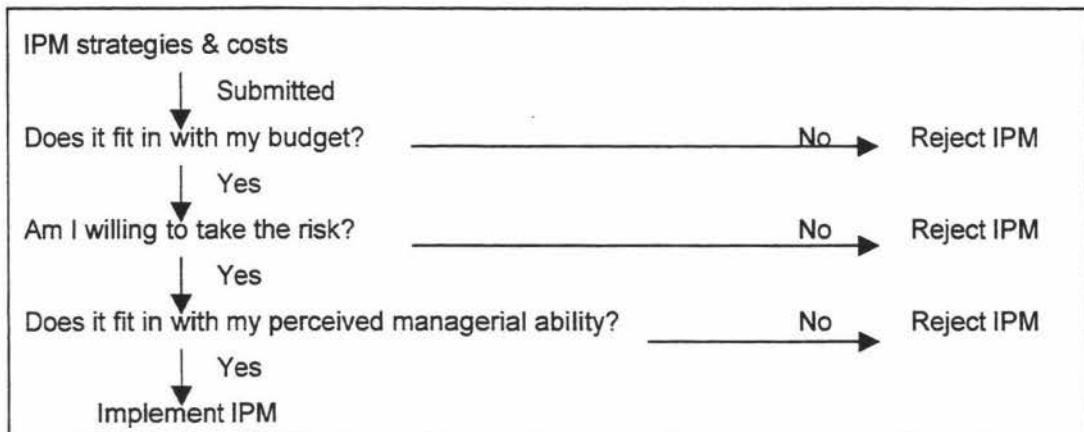 IPM strategies & costs
Submitted
Does it fit in with my budget? No Reject IPM
Yes
Am I willing to take the risk? No Reject IPM
Yes
Does it fit in with my perceived managerial ability? No Reject IPM
Yes
Implement IPM